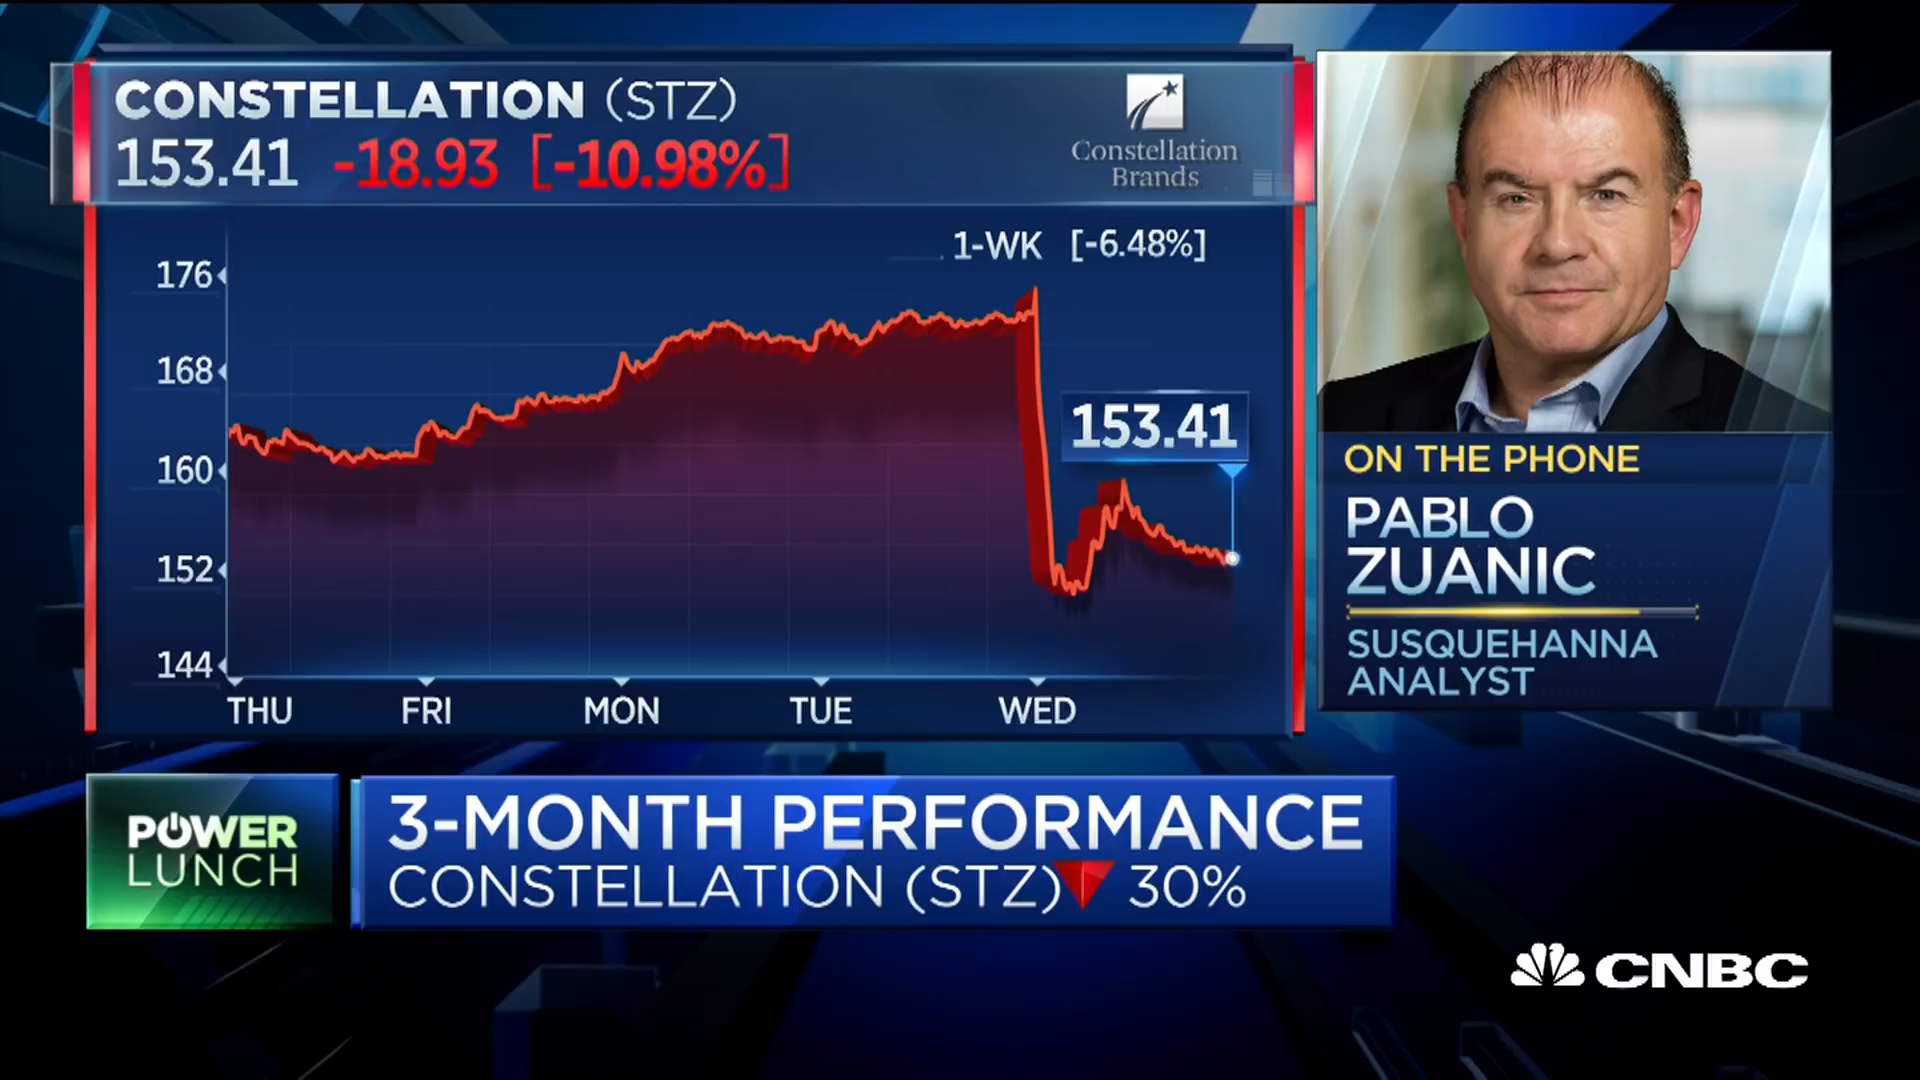 CONSTELLATION (STZ)
153.41 -18.93 [-10.98%]
Constellation
Brands
1-WK [-6.48%]
176
168
160
152
144
153.41
THU FRI MON TUE WED
ON THE PHONE
PABLO
ZUANIC
SUSQUEHANNA
ANALYST
POWER
LUNCH
3-MONTH PERFORMANCE
CONSTELLATION (STZ) 30%
CNBC